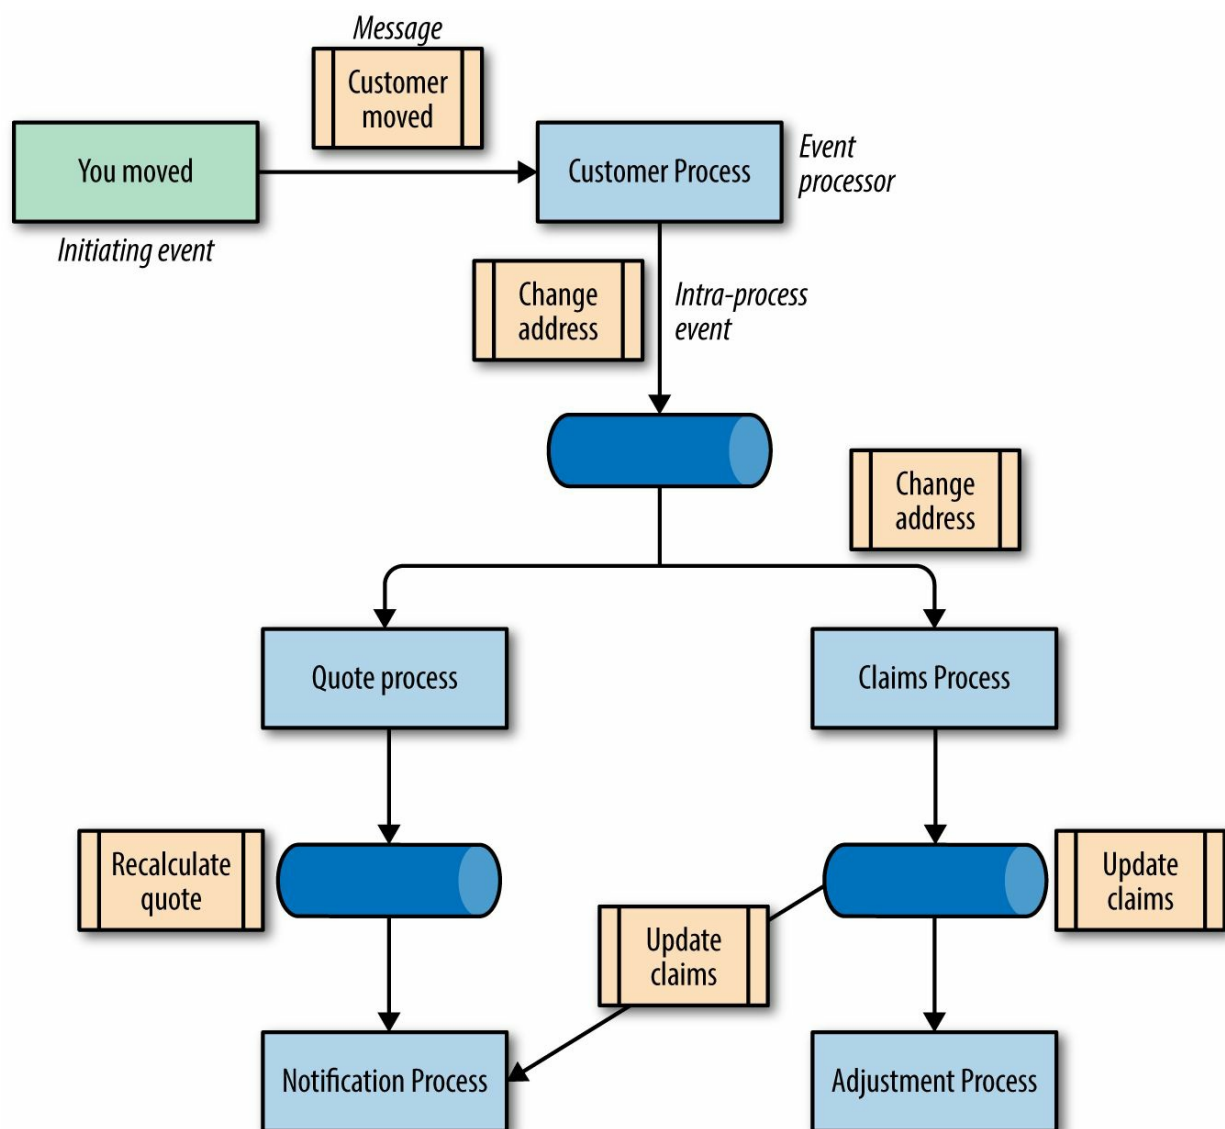 Message
Customer
moved
You moved
Customer Process
Event
processor
Initiating event
Change
address
Intra-process
event
Change
address
Quote process
Claims Process
Recalculate
quote
Update
claims
Update
claims
Notification Process
Adjustment Process